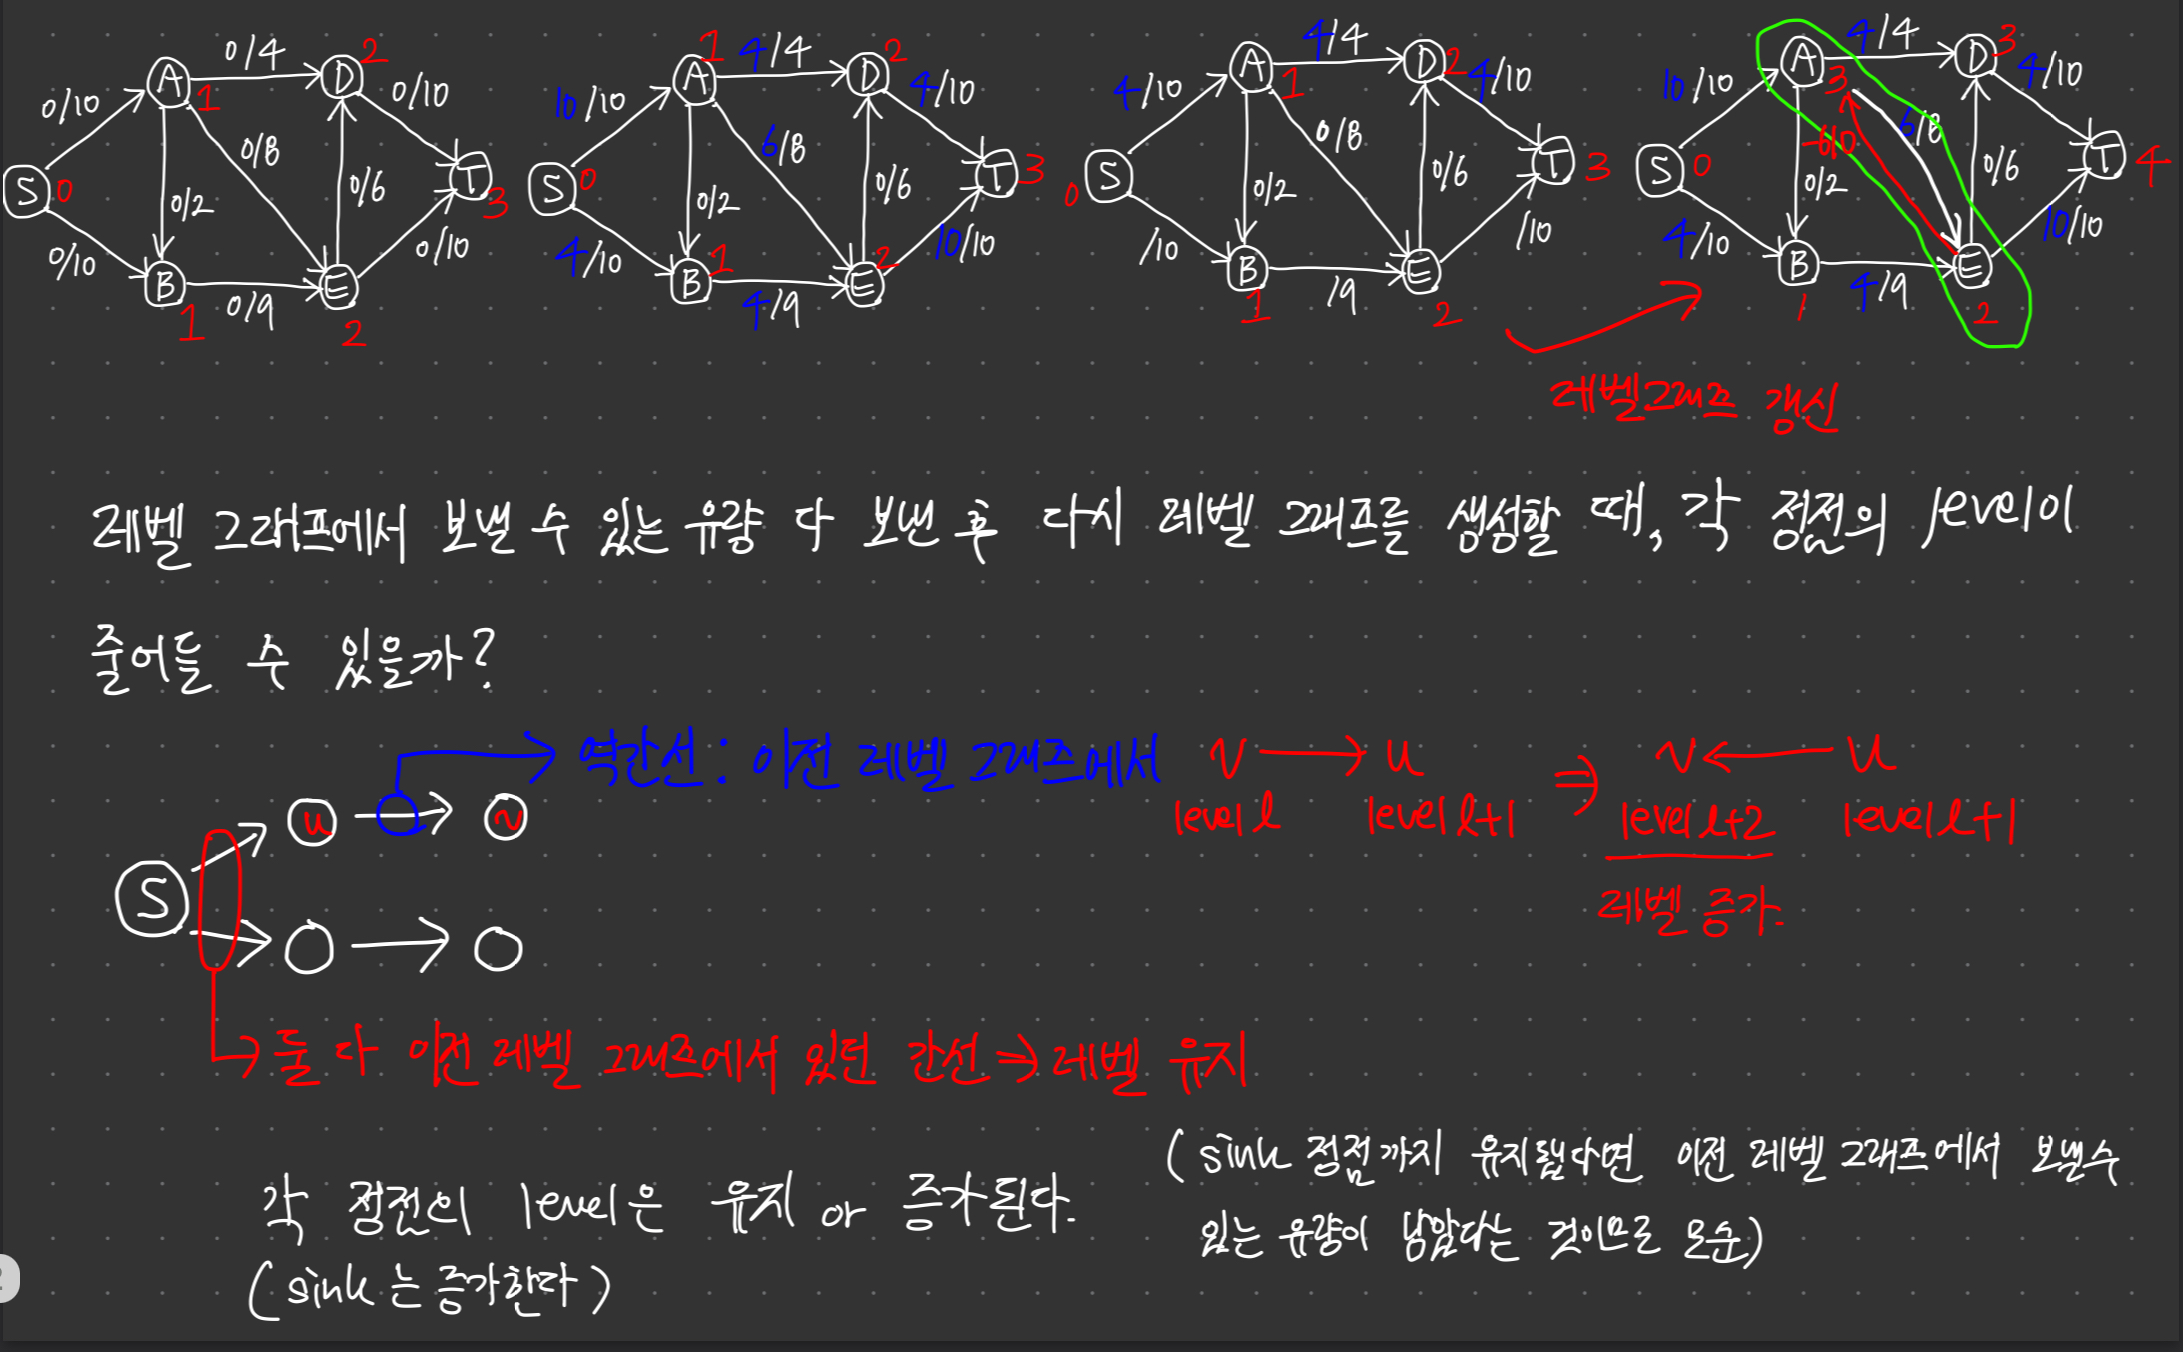 0/10 0/10 A 1 0/4 D 2 0/10 0/8 0/2 0/6 S 0 B 1 0/9 E 2 0/10 T 3
10/10 4/10 A 1 4/4 D 2 4/10 6/8 0/2 0/6 S 0 B 1 4/9 E 2 10/10 T 3
4/10 /10 A 1 4/4 D 2 4/10 0/8 0/2 0/6 S 0 B 1 /9 E 2 /10 T 3
10/10 4/10 A 3 4/4 D 3 4/10 6/8 -6/0 0/2 0/6 S 0 B 1 4/9 E 2 10/10 T 4
레벨그래프 갱신
레벨 그래프에서 보낼 수 있는 유량 다 보낸 후 다시 레벨 그래프를 생성할 때, 각 정점의 level이
줄어들 수 있을까?
역간선: 이전 레벨 그래프에서 v → u ⇒ v ← u
level l level l+1 level l+2 level l+1
레벨 증가.
S u v
둘 다 이전 레벨 그래프에서 있던 간선 ⇒ 레벨 유지
각 정점의 level은 유지 or 증가된다.
(sink는 증가한다)
(sink 정점까지 유지됐다면 이전 레벨 그래프에서 보낼수
있는 유량이 남았다는 것이므로 모순)
2